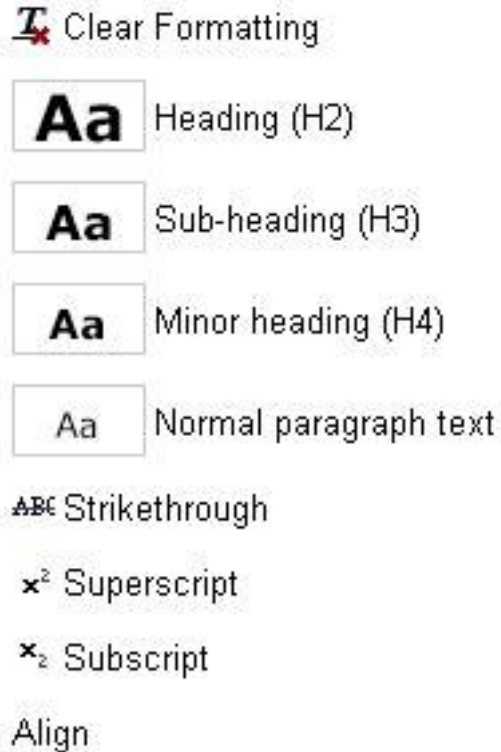 T Clear Formatting
Aa Heading (H2)
Aa Sub-heading (H3)
Aa Minor heading (H4)
Aa Normal paragraph text
ABC Strikethrough
x² Superscript
x₂ Subscript
Align